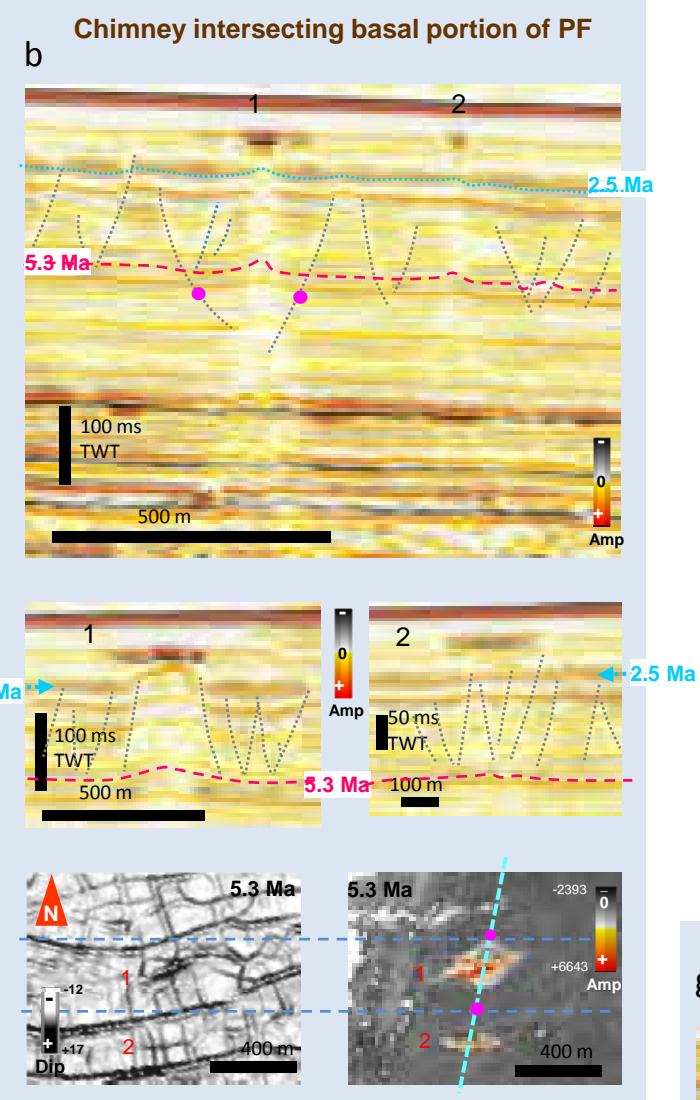 Chimney intersecting basal portion of PF
b
1
2
2.5 Ma
5.3 Ma
100 ms
TWT
500 m
-
0
+
Amp
1
Ma
100 ms
TWT
500 m
-
0
+
Amp
5.3 Ma
2
2.5 Ma
50 ms
TWT
100 m
5.3 Ma
N
1
2
-12
-
+
+17
Dip
400 m
5.3 Ma
-2393
-
0
+6643
+
Amp
1
2
400 m